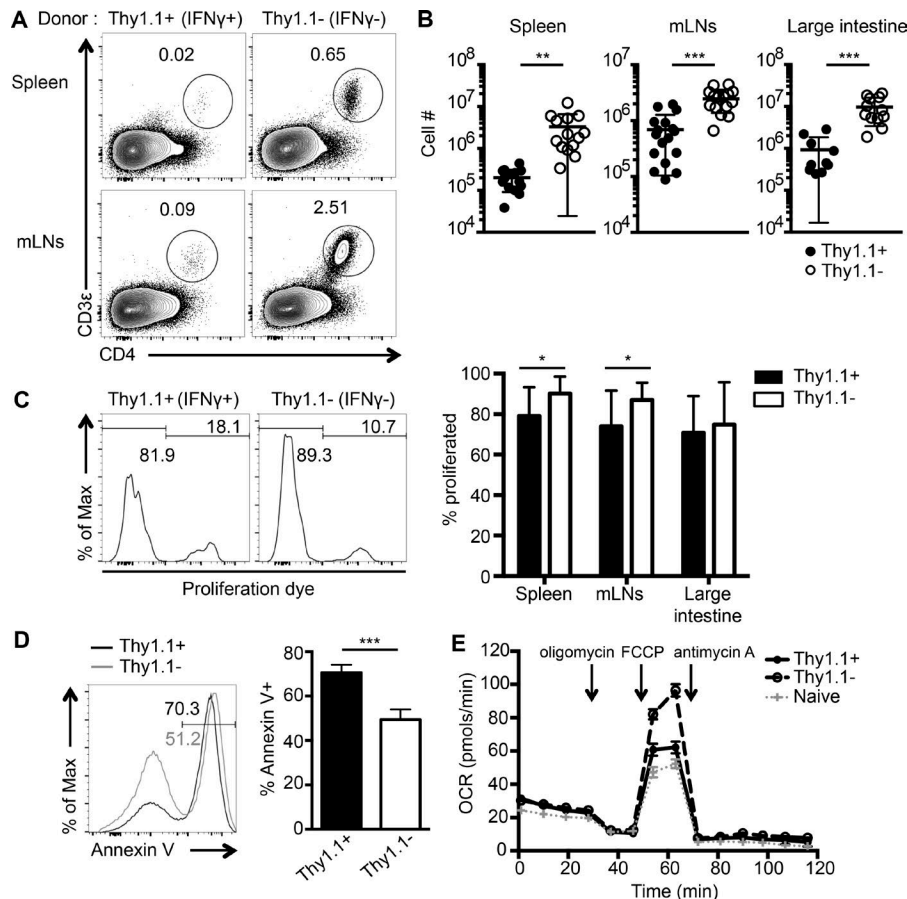 A
Donor : Thy1.1+ (IFNγ+) Thy1.1- (IFNγ-)
Spleen
0.02
0.65
mLNs
0.09
2.51
CD3ε
CD4
B
Spleen mLNs Large intestine
** *** ***
Cell #
10⁸
10⁷
10⁶
10⁵
10⁴
10⁷
10⁶
10⁵
10⁴
10⁸
10⁷
10⁶
10⁵
10⁴
Thy1.1+
Thy1.1-
C
Thy1.1+ (IFNγ+) Thy1.1- (IFNγ-)
18.1
81.9
10.7
89.3
% of Max
Proliferation dye
% proliferated
100
80
60
40
20
0
* *
Thy1.1+
Thy1.1-
Spleen mLNs Large
intestine
D
Thy1.1+
Thy1.1-
70.3
51.2
% of Max
Annexin V
% Annexin V+
80
60
40
20
0
***
Thy1.1+
Thy1.1-
E
oligomycin FCCP antimycin A
Thy1.1+
Thy1.1-
Naive
OCR (pmols/min)
120
100
80
60
40
20
0
0 20 40 60 80 100 120
Time (min)